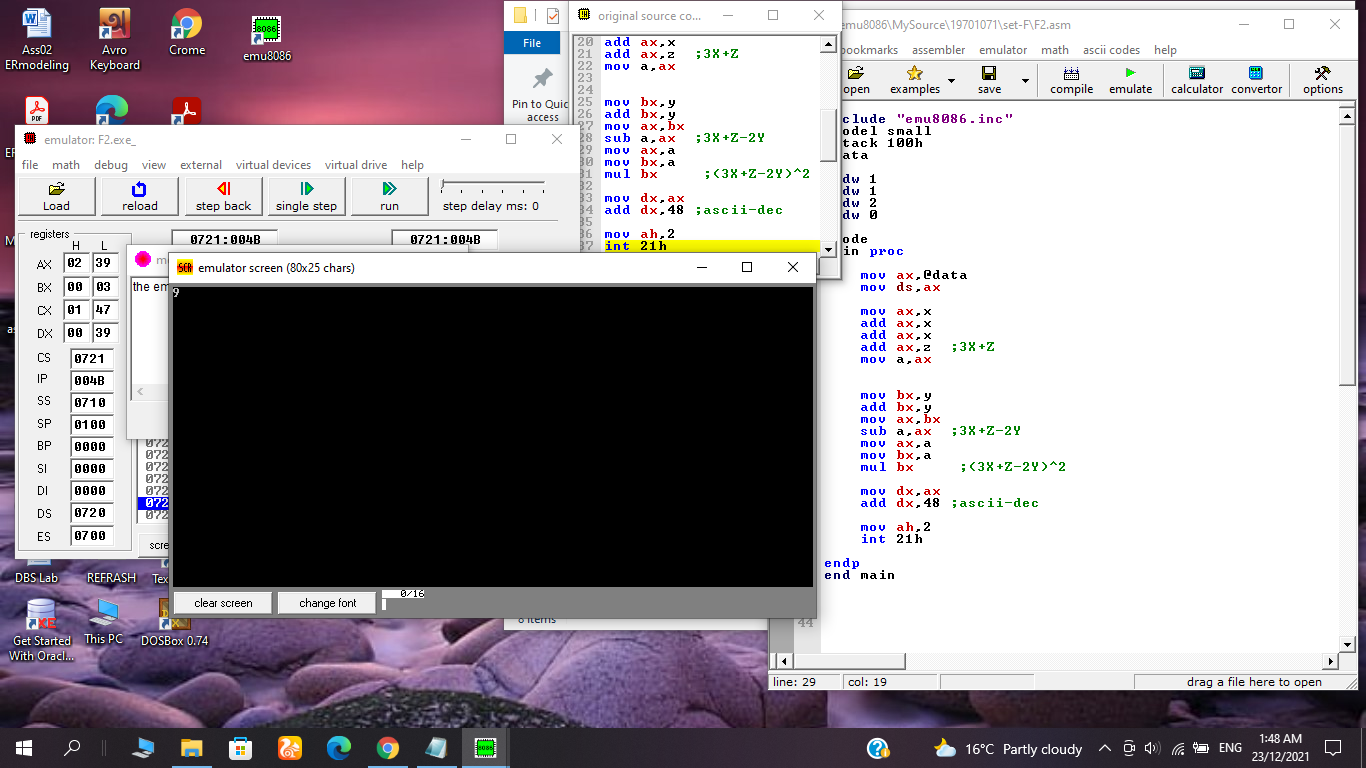 Ass02
ERmodeling
Avro
Keyboard
Crome
8086
emu8086
PDF
DBS Lab
REFRASH
Get Started
With Oracl...
This PC
DOSBox 0.74
File
Pin to Quic
access
8 items
original source co...
20 add ax,x
21 add ax,z ;3X+Z
22 mov a,ax
23
24
25 mov bx,y
26 add bx,y
27 mov ax,bx
28 sub a,ax ;3X+Z-2Y
29 mov ax,a
30 mov bx,a
31 mul bx ;(3X+Z-2Y)^2
32
33 mov dx,ax
34 add dx,48 ;ascii-dec
35
36 mov ah,2
37 int 21h
emulator: F2.exe_
file math debug view external virtual devices virtual drive help
Load reload step back single step run step delay ms: 0
registers
H L
0721:004B 0721:004B
AX 02 39
BX 00 03
CX 01 47
DX 00 39
CS 0721
IP 004B
SS 0710
SP 0100
BP 0000
SI 0000
DI 0000
DS 0720
ES 0700
the em
072
072
072
072
072
072
072
scre
SCR
emulator screen (80x25 chars)
9
clear screen change font 0/16
emu8086\MySource\19701071\set-F\F2.asm
bookmarks assembler emulator math ascii codes help
open examples save compile emulate calculator convertor options
clude "emu8086.inc"
odel small
tack 100h
ata
dw 1
dw 1
dw 2
dw 0
ode
in proc
mov ax,@data
mov ds,ax
mov ax,x
add ax,x
add ax,x
add ax,z ;3X+Z
mov a,ax
mov bx,y
add bx,y
mov ax,bx
sub a,ax ;3X+Z-2Y
mov ax,a
mov bx,a
mul bx ;(3X+Z-2Y)^2
mov dx,ax
add dx,48 ;ascii-dec
mov ah,2
int 21h
endp
end main
44
line: 29 col: 19 drag a file here to open
8086
16°C Partly cloudy
ENG
1:48 AM
23/12/2021